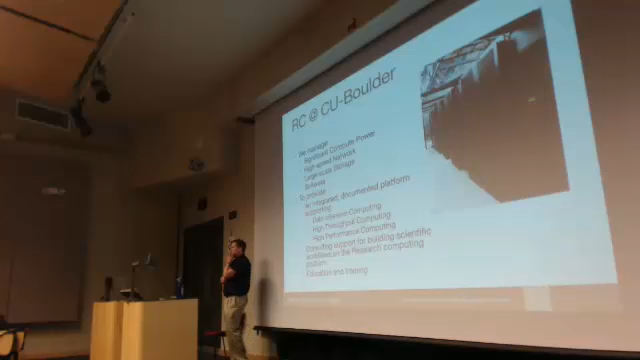 RC @ CU-Boulder
We manage
Significant Compute Power
High-speed Network
Large-scale storage
Software
To provide
An integrated, documented platform
supporting
Data Intensive Computing
High Throughput Computing
High Performance Computing
Consulting support for building scientific
workflows on the Research computing
platform
Education and training